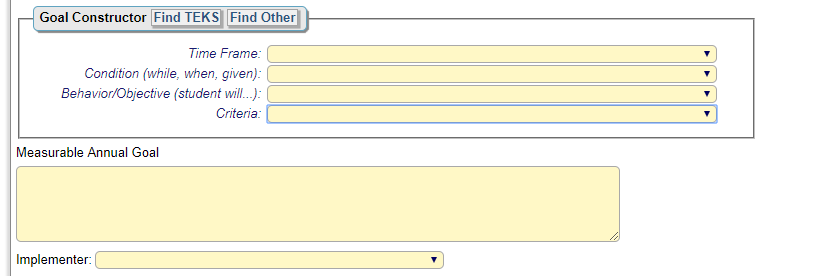 Goal Constructor Find TEKS Find Other
Time Frame:
Condition (while, when, given):
Behavior/Objective (student will...):
Criteria:
Measurable Annual Goal
Implementer: